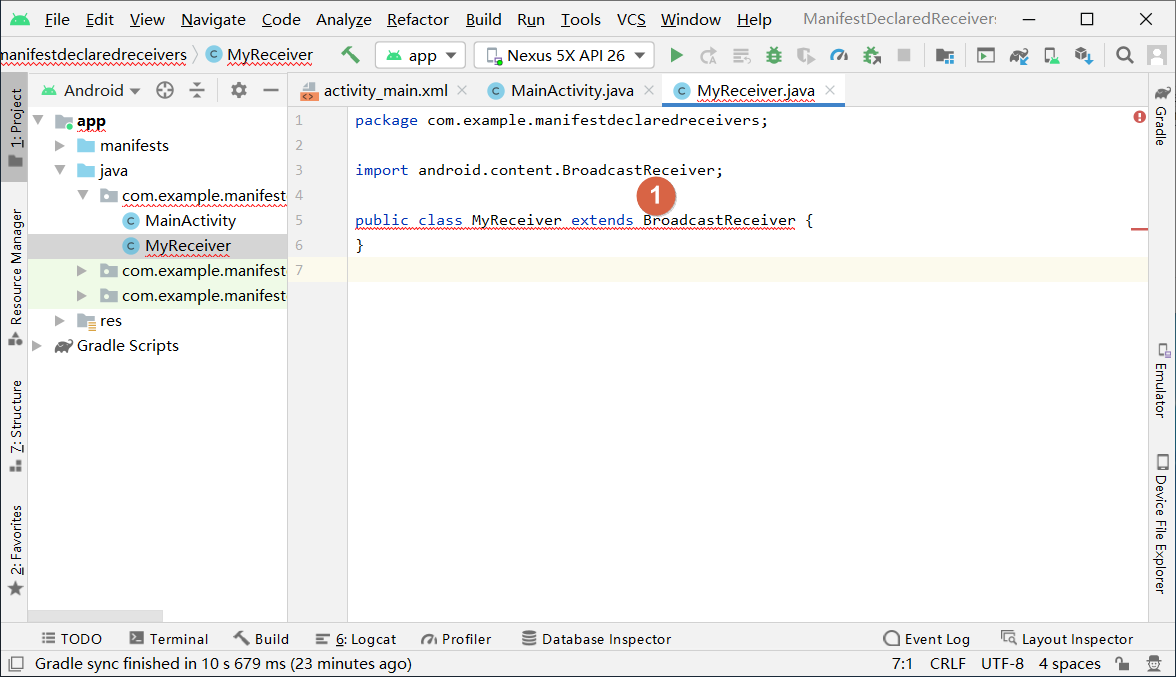 File Edit View Navigate Code Analyze Refactor Build Run Tools VCS Window Help ManifestDeclaredReceivers
manifestdeclaredreceivers MyReceiver app Nexus 5X API 26
Android activity_main.xml MainActivity.java MyReceiver.java
1: Project
Resource Manager
Z: Structure
2: Favorites
app
manifests
java
com.example.manifest
MainActivity
MyReceiver
com.example.manifest
com.example.manifest
res
Gradle Scripts
1 package com.example.manifestdeclaredreceivers;
2
3 import android.content.BroadcastReceiver;
4
1
5 public class MyReceiver extends BroadcastReceiver {
6 }
7
Gradle
Emulator
Device File Explorer
TODO Terminal Build 6: Logcat Profiler Database Inspector Event Log Layout Inspector
Gradle sync finished in 10 s 679 ms (23 minutes ago) 7:1 CRLF UTF-8 4 spaces